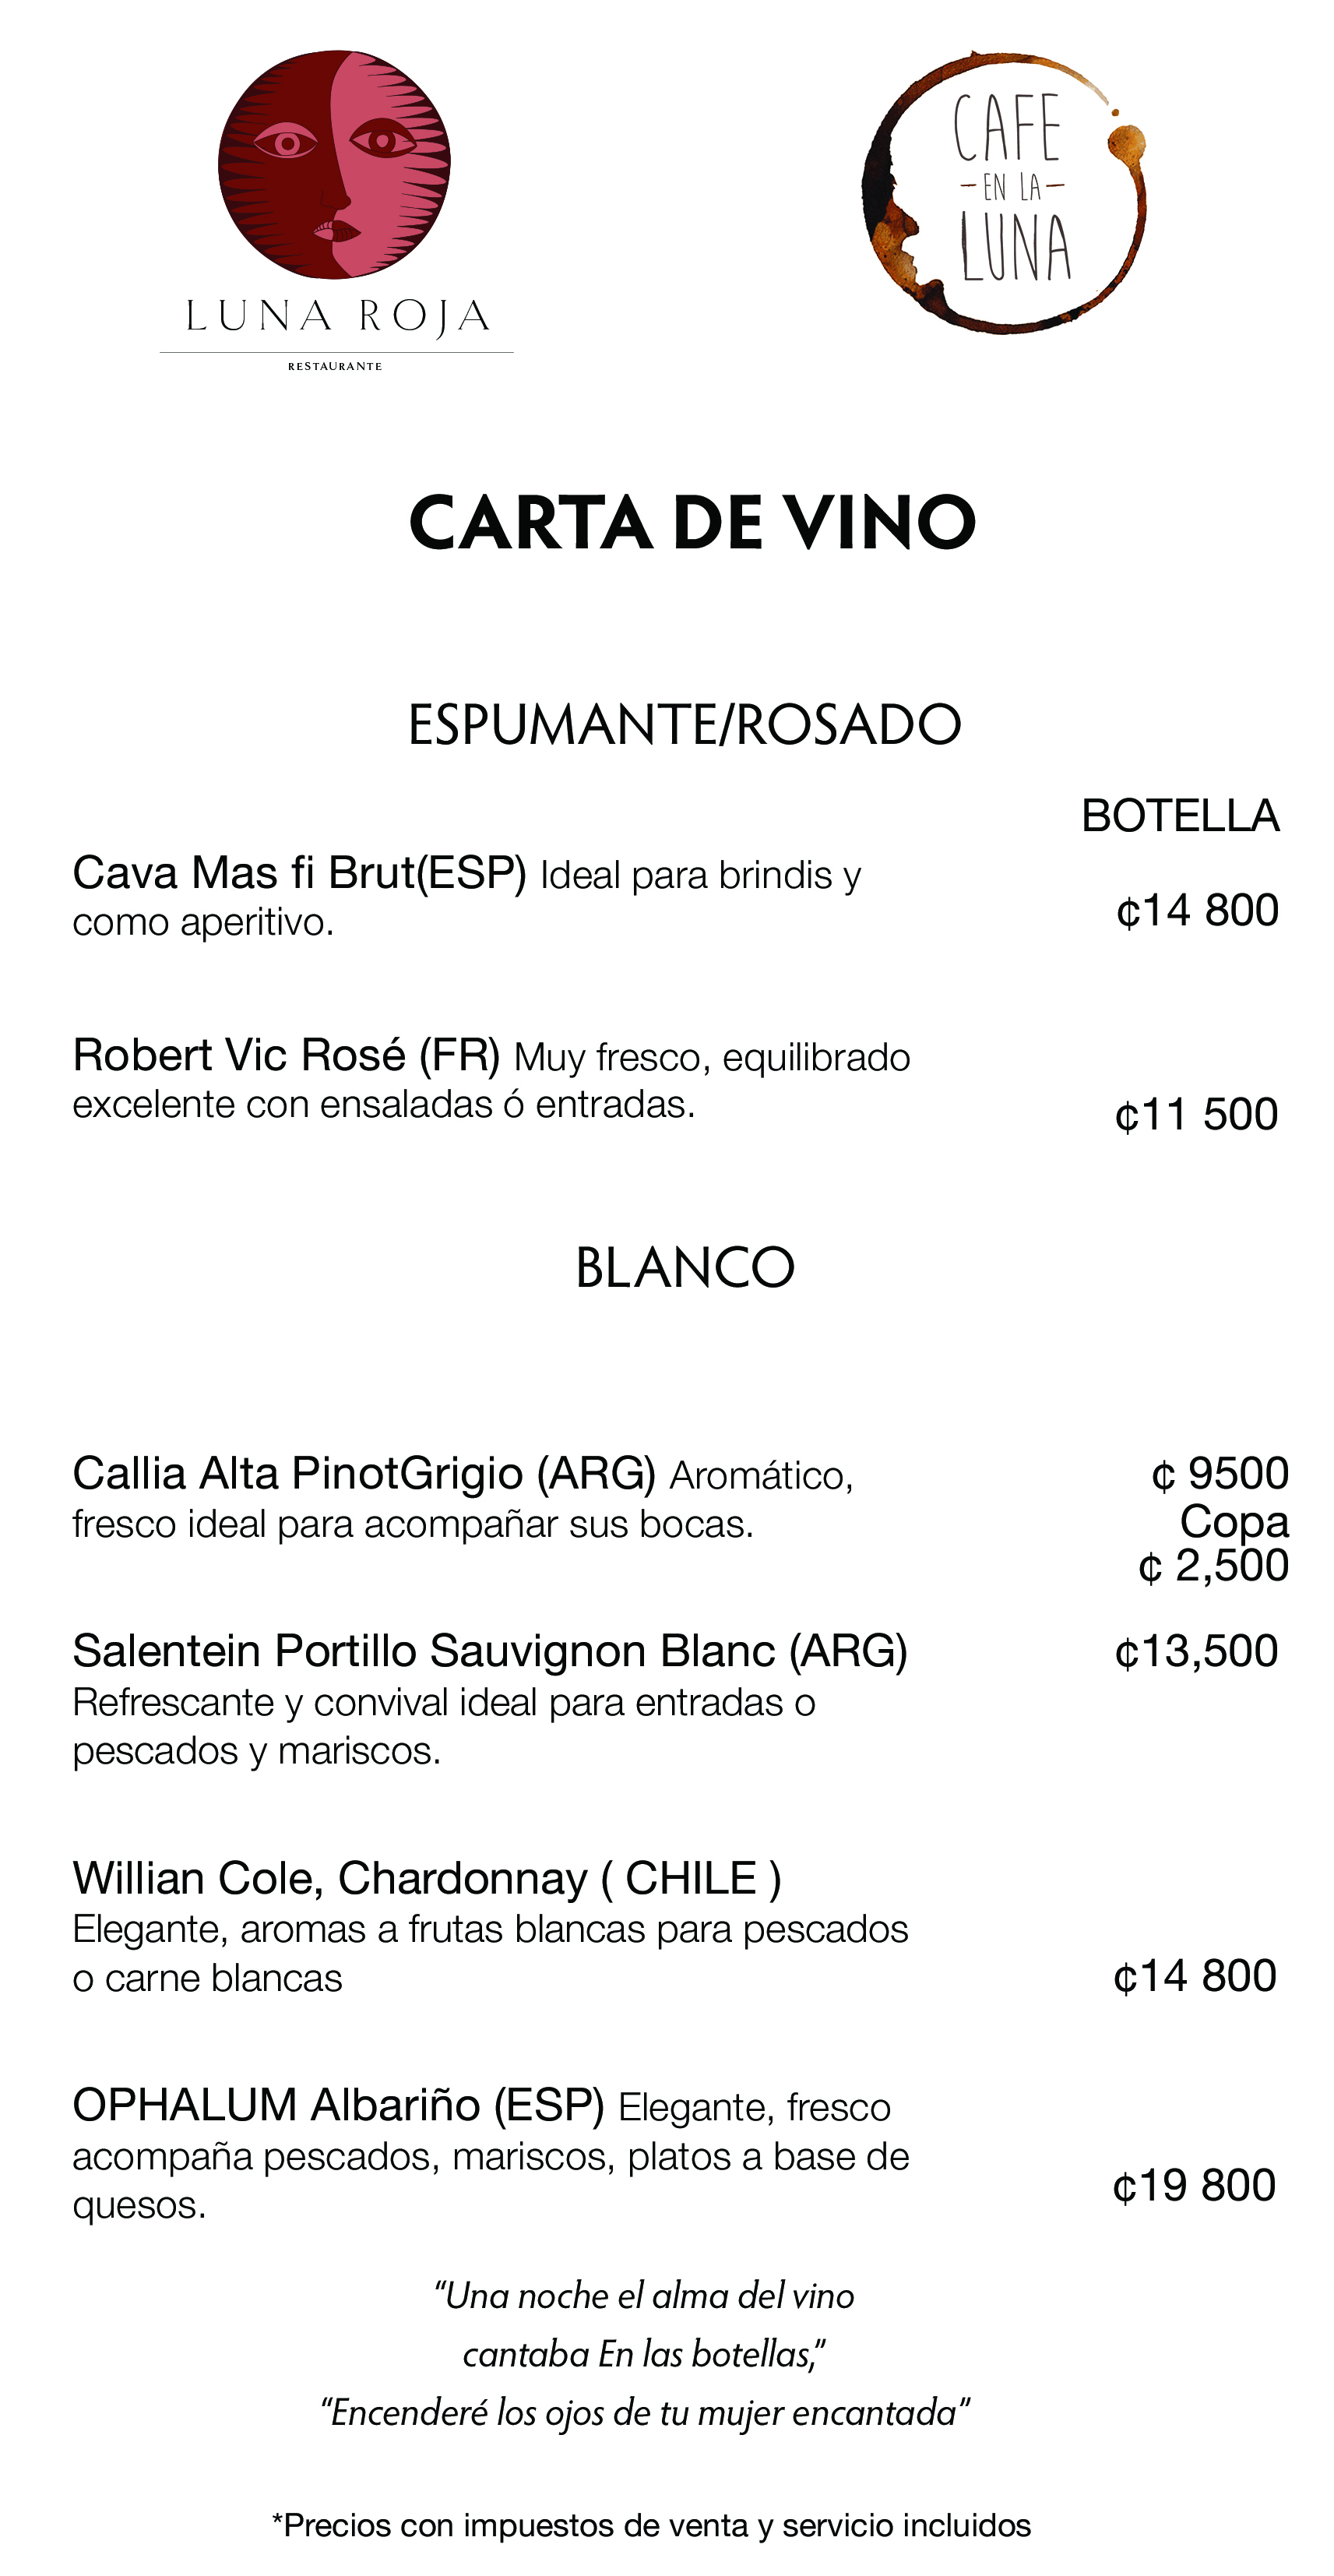 LUNA ROJA
RESTAURANTE
CAFE
- EN LA -
LUNA
CARTA DE VINO
ESPUMANTE/ROSADO
BOTELLA
Cava Mas fi Brut(ESP) Ideal para brindis y
como aperitivo.
¢14 800
Robert Vic Rosé (FR) Muy fresco, equilibrado
excelente con ensaladas ó entradas.
¢11 500
BLANCO
Callia Alta PinotGrigio (ARG) Aromático,
fresco ideal para acompañar sus bocas.
¢ 9500
Copa
¢ 2,500
Salentein Portillo Sauvignon Blanc (ARG)
¢13,500
Refrescante y convival ideal para entradas o
pescados y mariscos.
Willian Cole, Chardonnay ( CHILE )
Elegante, aromas a frutas blancas para pescados
o carne blancas
¢14 800
OPHALUM Albariño (ESP) Elegante, fresco
acompaña pescados, mariscos, platos a base de
quesos.
¢19 800
“Una noche el alma del vino
cantaba En las botellas,”
“Encenderé los ojos de tu mujer encantada”
*Precios con impuestos de venta y servicio incluidos